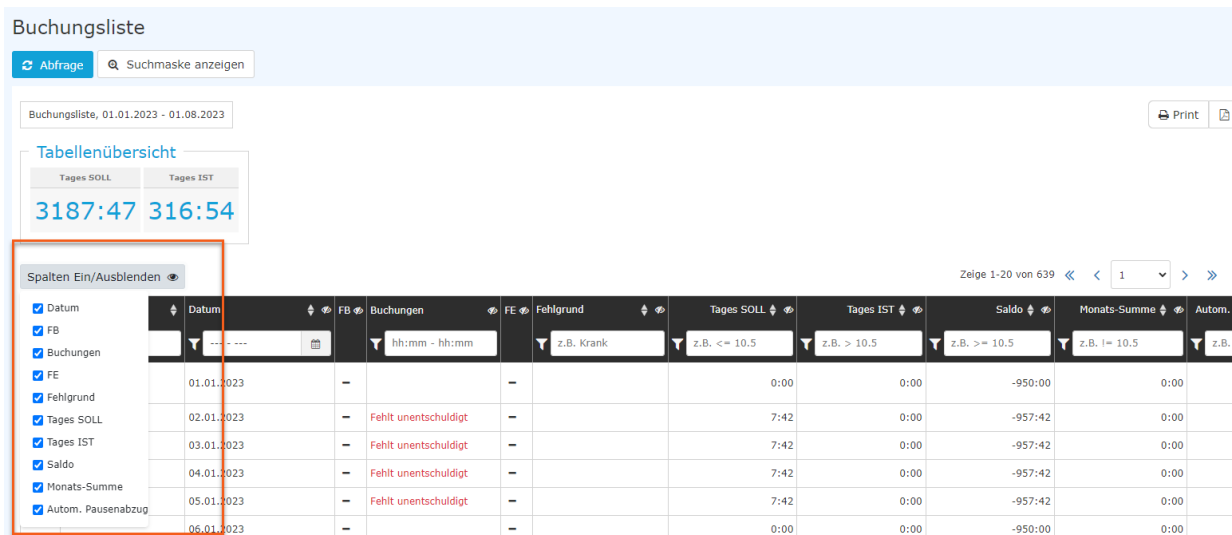 Buchungsliste
Abfrage Suchmaske anzeigen
Buchungsliste, 01.01.2023 - 01.08.2023 Print
Tabellenübersicht
Tages SOLL Tages IST
3187:47 316:54
Spalten Ein/Ausblenden Zeige 1-20 von 639 « < 1 > »
Datum FB Buchungen FE Fehlgrund Tages SOLL Tages IST Saldo Monats-Summe Autom.
--- - --- hh:mm - hh:mm z.B. Krank z.B. <= 10.5 z.B. > 10.5 z.B. >= 10.5 z.B. != 10.5 z.B.
Datum
FB
Buchungen
FE
Fehlgrund
Tages SOLL
Tages IST
Saldo
Monats-Summe
Autom. Pausenabzug
01.01.2023 – – 0:00 0:00 -950:00 0:00
02.01.2023 – Fehlt unentschuldigt – 7:42 0:00 -957:42 0:00
03.01.2023 – Fehlt unentschuldigt – 7:42 0:00 -957:42 0:00
04.01.2023 – Fehlt unentschuldigt – 7:42 0:00 -957:42 0:00
05.01.2023 – Fehlt unentschuldigt – 7:42 0:00 -957:42 0:00
06.01.2023 – – 0:00 0:00 -950:00 0:00